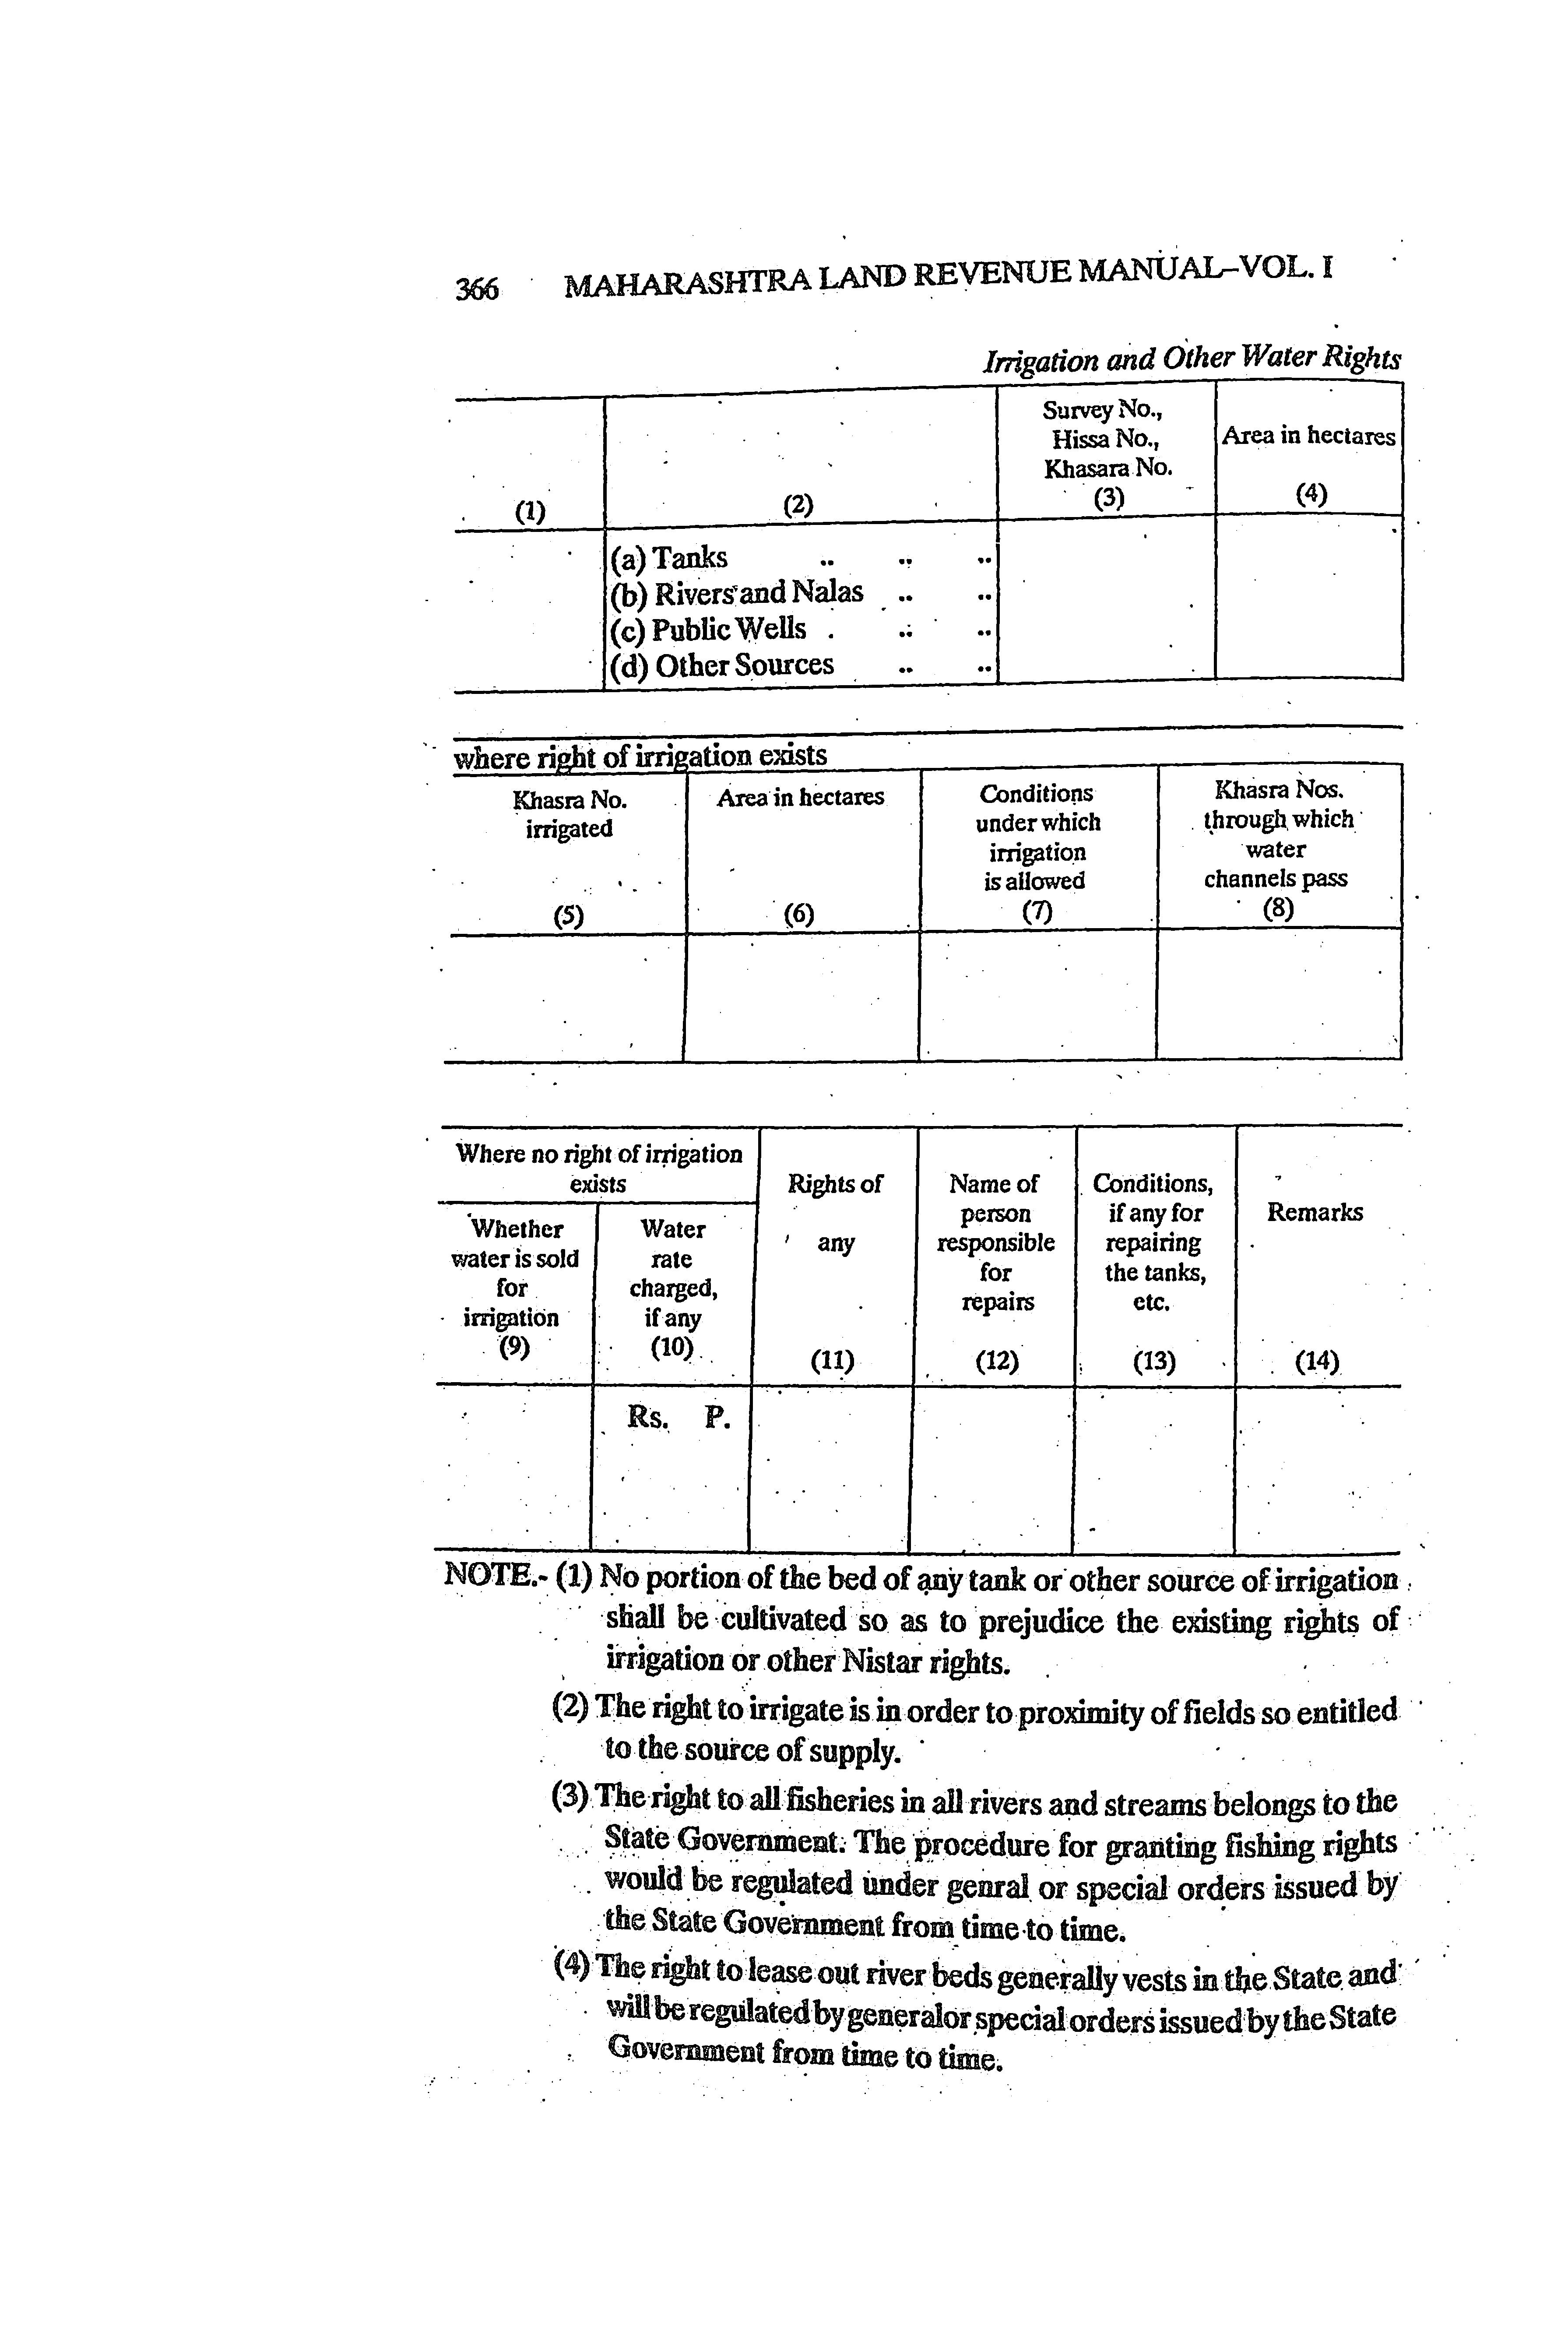 366 MAHARASHTRA LAND REVENUE MANUAL–VOL. I
Irrigation and Other Water Rights
Survey No.,
Hissa No.,
Khasara No.
Area in hectares
(1) (2) (3) (4)
(a) Tanks .. .. ..
(b) Rivers and Nalas .. ..
(c) Public Wells . .. ..
(d) Other Sources .. ..
where right of irrigation exists
Khasra No.
irrigated
(5)
Area in hectares
(6)
Conditions
under which
irrigation
is allowed
(7)
Khasra Nos.
through which
water
channels pass
(8)
Where no right of irrigation
exists
Whether
water is sold
for
irrigation
(9)
Water
rate
charged,
if any
(10)
Rights of
any
(11)
Name of
person
responsible
for
repairs
(12)
Conditions,
if any for
repairing
the tanks,
etc.
(13)
Remarks
(14)
Rs. P.
NOTE.- (1) No portion of the bed of any tank or other source of irrigation
shall be cultivated so as to prejudice the existing rights of
irrigation or other Nistar rights.
(2) The right to irrigate is in order to proximity of fields so entitled
to the source of supply.
(3) The right to all fisheries in all rivers and streams belongs to the
State Government. The procedure for granting fishing rights
would be regulated under genral or special orders issued by
the State Government from time to time.
(4) The right to lease out river beds generally vests in the State and
will be regulated by general or special orders issued by the State
Government from time to time.